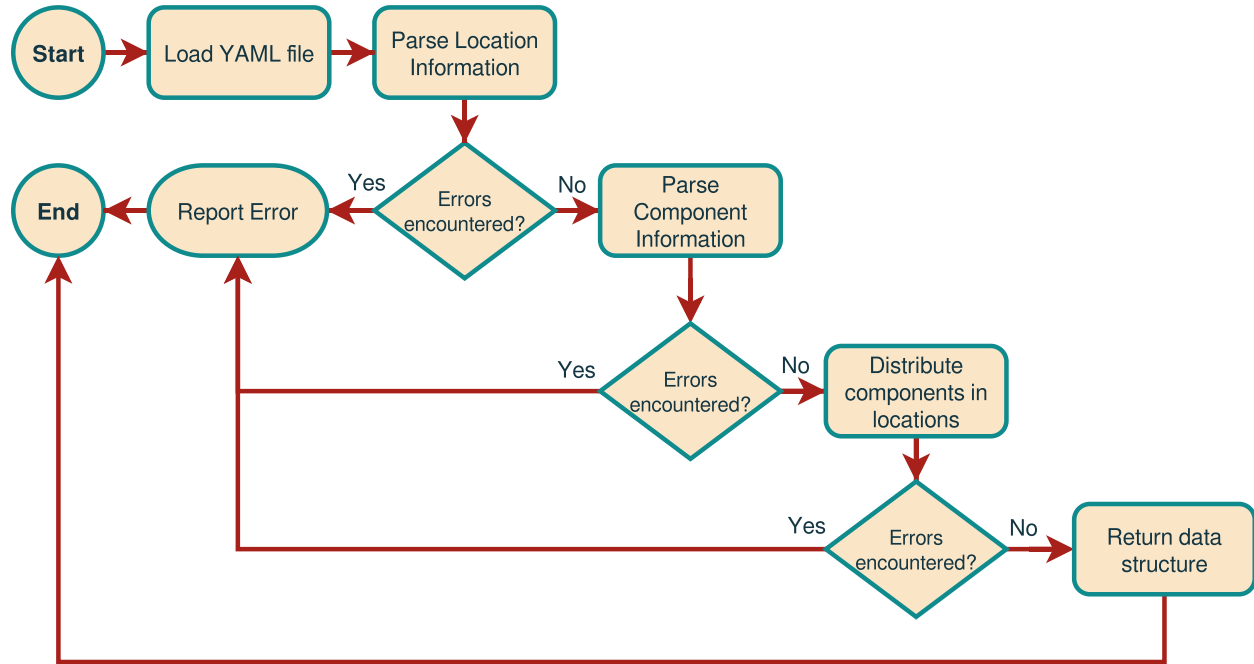 Start
Load YAML file
Parse Location
Information
End
Report Error
Yes
Errors
encountered?
No
Parse
Component
Information
Yes
Errors
encountered?
No
Distribute
components in
locations
Yes
Errors
encountered?
No
Return data
structure